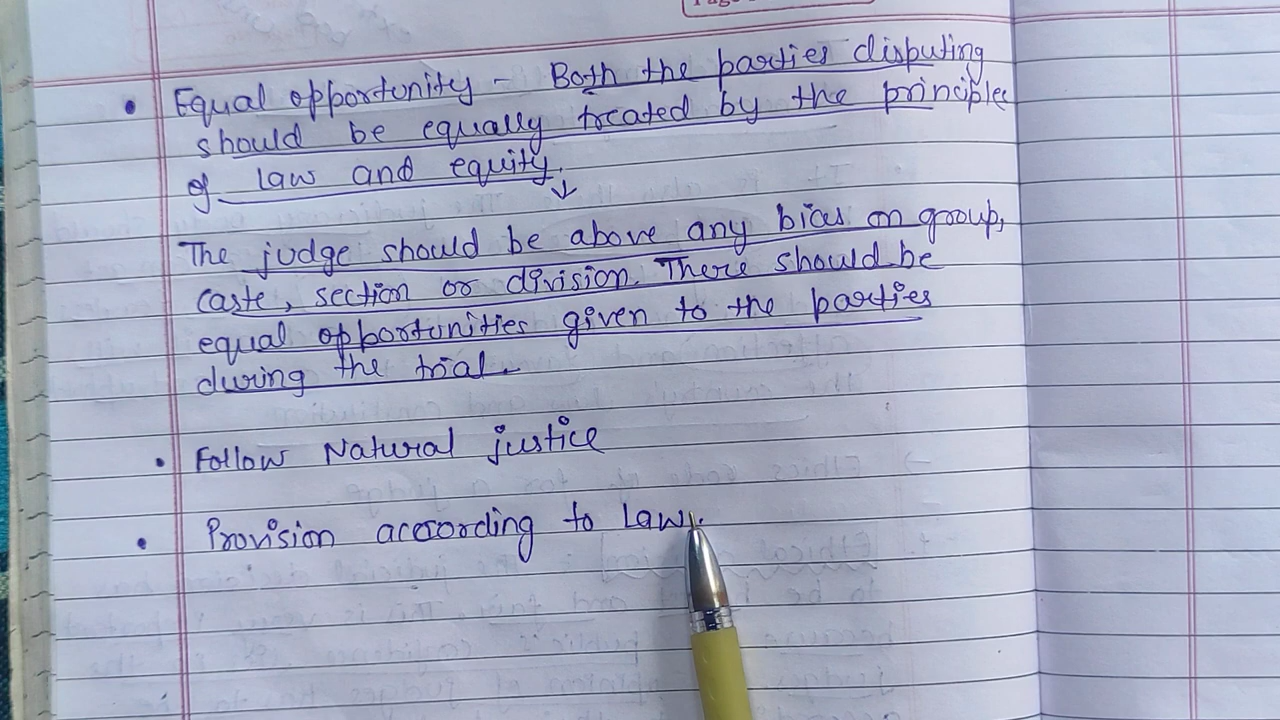 • Equal opportunity - Both the parties disputing
should be equally treated by the principles
of law and equity.
↓
The judge should be above any bias on group,
caste, section or division. There should be
equal opportunities given to the parties
during the trial.
• Follow Natural justice
• Provision according to Law.